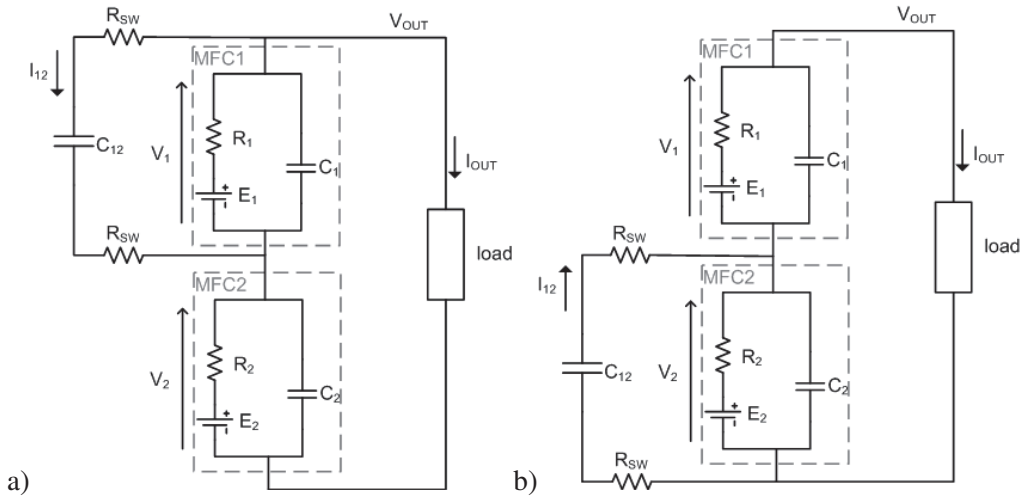 R_SW
V_OUT
MFC1
I_12
R_1
C_12
V_1
C_1
I_OUT
+
E_1
-
R_SW
load
MFC2
R_2
V_2
C_2
+
E_2
-
a)
V_OUT
MFC1
R_1
V_1
C_1
I_OUT
+
E_1
-
R_SW
load
MFC2
I_12
R_2
C_12
V_2
C_2
+
E_2
-
R_SW
b)